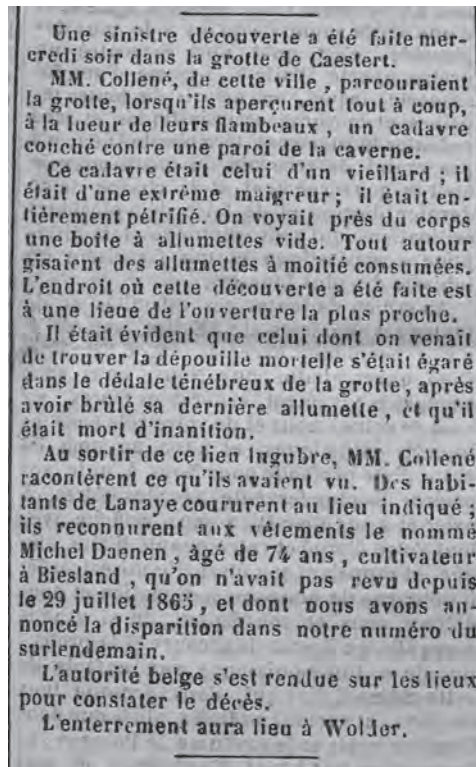 Une sinistre découverte a été faite mer-
credi soir dans la grotte de Caestert.
MM. Collené, de cette ville, parcouraient
la grotte, lorsqu'ils aperçurent tout à coup,
à la lueur de leurs flambeaux, un cadavre
couché contre une paroi de la caverne.
Ce cadavre était celui d'un vieillard; il
était d'une extrême maigreur; il était en-
tièrement pétrifié. On voyait près du corps
une boîte à allumettes vide. Tout autour
gisaient des allumettes à moitié consumées.
L'endroit où cette découverte a été faite est
à une lieue de l'ouverture la plus proche.
Il était évident que celui dont on venait
de trouver la dépouille mortelle s'était égaré
dans le dédale ténébreux de la grotte, après
avoir brûlé sa dernière allumette, et qu'il
était mort d'inanition.
Au sortir de ce lieu lugubre, MM. Collené
racontèrent ce qu'ils avaient vu. Des habi-
tants de Lanaye coururent au lieu indiqué;
ils reconnurent aux vêtements le nommé
Michel Daenen, âgé de 74 ans, cultivateur
à Biesland, qu'on n'avait pas revu depuis
le 29 juillet 1865, et dont nous avons an-
noncé la disparition dans notre numéro du
surlendemain.
L'autorité belge s'est rendue sur les lieux
pour constater le décès.
L'enterrement aura lieu à Wolder.